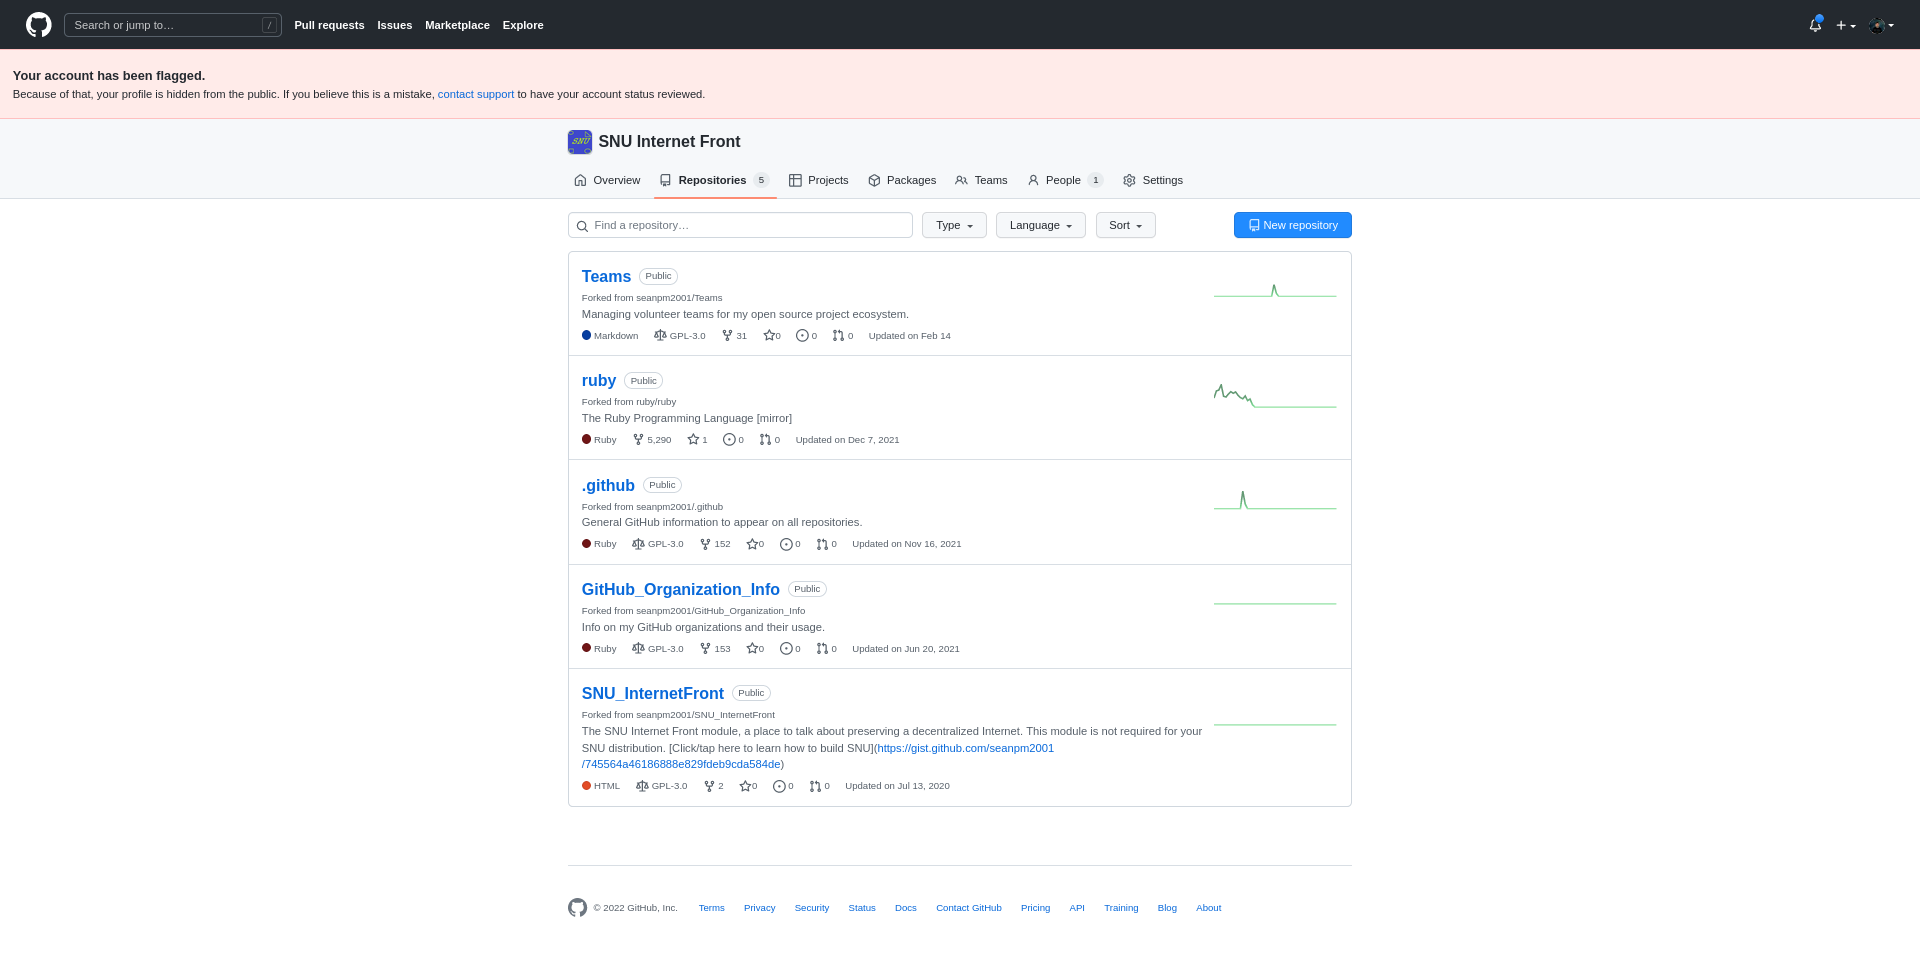 Search or jump to… /
Pull requests Issues Marketplace Explore
Your account has been flagged.
Because of that, your profile is hidden from the public. If you believe this is a mistake, contact support to have your account status reviewed.
SNU SNU Internet Front
Overview Repositories 5 Projects Packages Teams People 1 Settings
Find a repository… Type Language Sort New repository
Teams Public
Forked from seanpm2001/Teams
Managing volunteer teams for my open source project ecosystem.
Markdown GPL-3.0 31 0 0 0 Updated on Feb 14
ruby Public
Forked from ruby/ruby
The Ruby Programming Language [mirror]
Ruby 5,290 1 0 0 Updated on Dec 7, 2021
.github Public
Forked from seanpm2001/.github
General GitHub information to appear on all repositories.
Ruby GPL-3.0 152 0 0 0 Updated on Nov 16, 2021
GitHub_Organization_Info Public
Forked from seanpm2001/GitHub_Organization_Info
Info on my GitHub organizations and their usage.
Ruby GPL-3.0 153 0 0 0 Updated on Jun 20, 2021
SNU_InternetFront Public
Forked from seanpm2001/SNU_InternetFront
The SNU Internet Front module, a place to talk about preserving a decentralized Internet. This module is not required for your
SNU distribution. [Click/tap here to learn how to build SNU](https://gist.github.com/seanpm2001
/745564a46186888e829fdeb9cda584de)
HTML GPL-3.0 2 0 0 0 Updated on Jul 13, 2020
© 2022 GitHub, Inc. Terms Privacy Security Status Docs Contact GitHub Pricing API Training Blog About